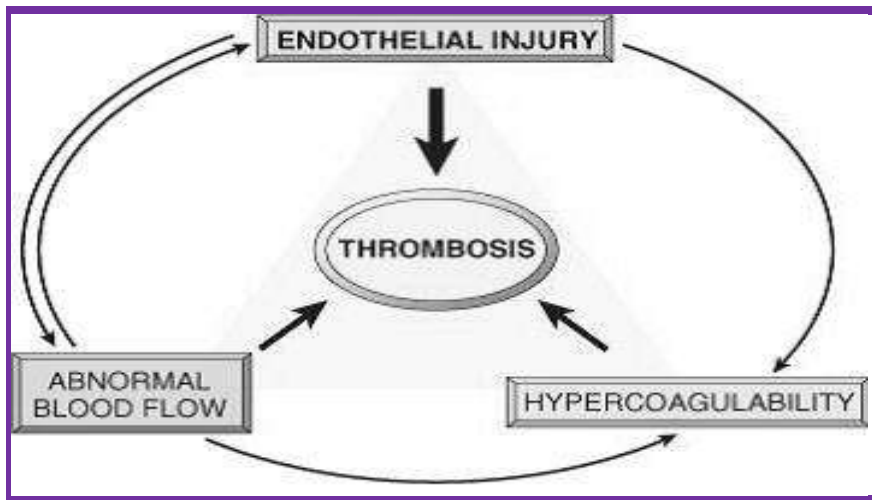 ENDOTHELIAL INJURY
THROMBOSIS
ABNORMAL
BLOOD FLOW
HYPERCOAGULABILITY